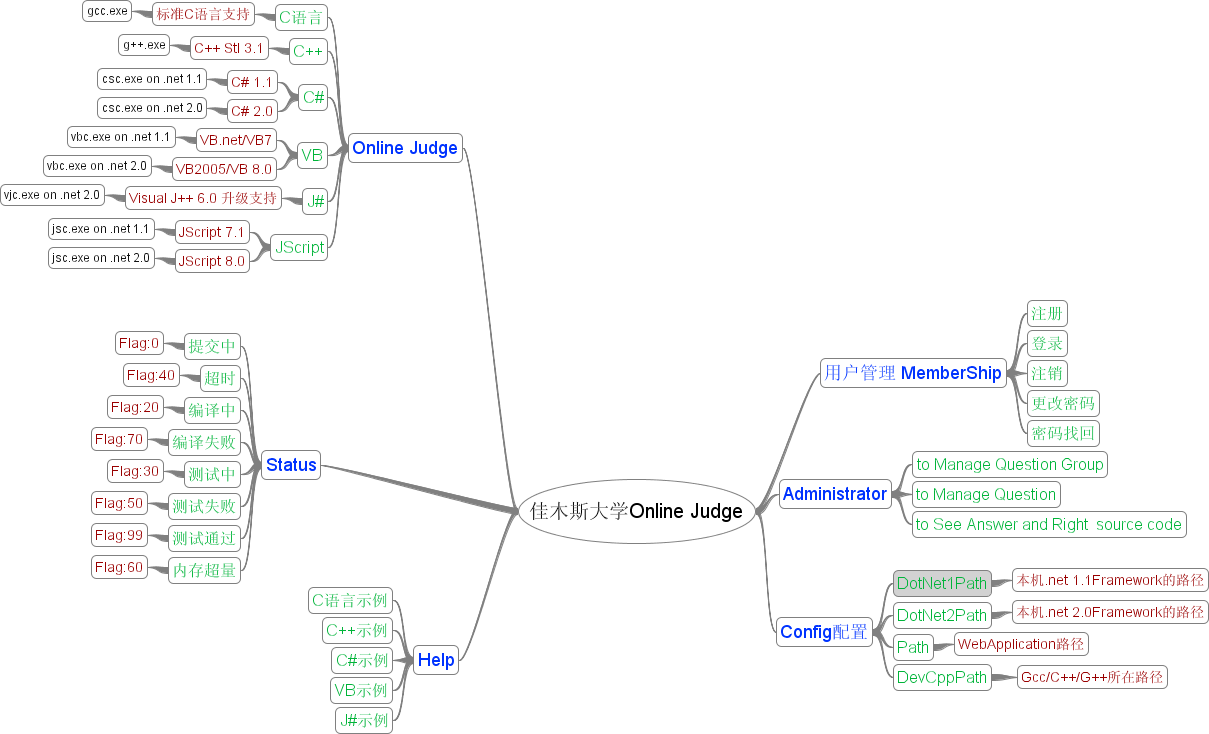 佳木斯大学Online Judge
Online Judge
C语言
标准C语言支持
gcc.exe
C++
C++ Stl 3.1
g++.exe
C#
C# 1.1
csc.exe on .net 1.1
C# 2.0
csc.exe on .net 2.0
VB
VB.net/VB7
vbc.exe on .net 1.1
VB2005/VB 8.0
vbc.exe on .net 2.0
J#
Visual J++ 6.0 升级支持
vjc.exe on .net 2.0
JScript
JScript 7.1
jsc.exe on .net 1.1
JScript 8.0
jsc.exe on .net 2.0
Status
提交中
Flag:0
超时
Flag:40
编译中
Flag:20
编译失败
Flag:70
测试中
Flag:30
测试失败
Flag:50
测试通过
Flag:99
内存超量
Flag:60
Help
C语言示例
C++示例
C#示例
VB示例
J#示例
用户管理 MemberShip
注册
登录
注销
更改密码
密码找回
Administrator
to Manage Question Group
to Manage Question
to See Answer and Right source code
Config配置
DotNet1Path
本机.net 1.1Framework的路径
DotNet2Path
本机.net 2.0Framework的路径
Path
WebApplication路径
DevCppPath
Gcc/C++/G++所在路径